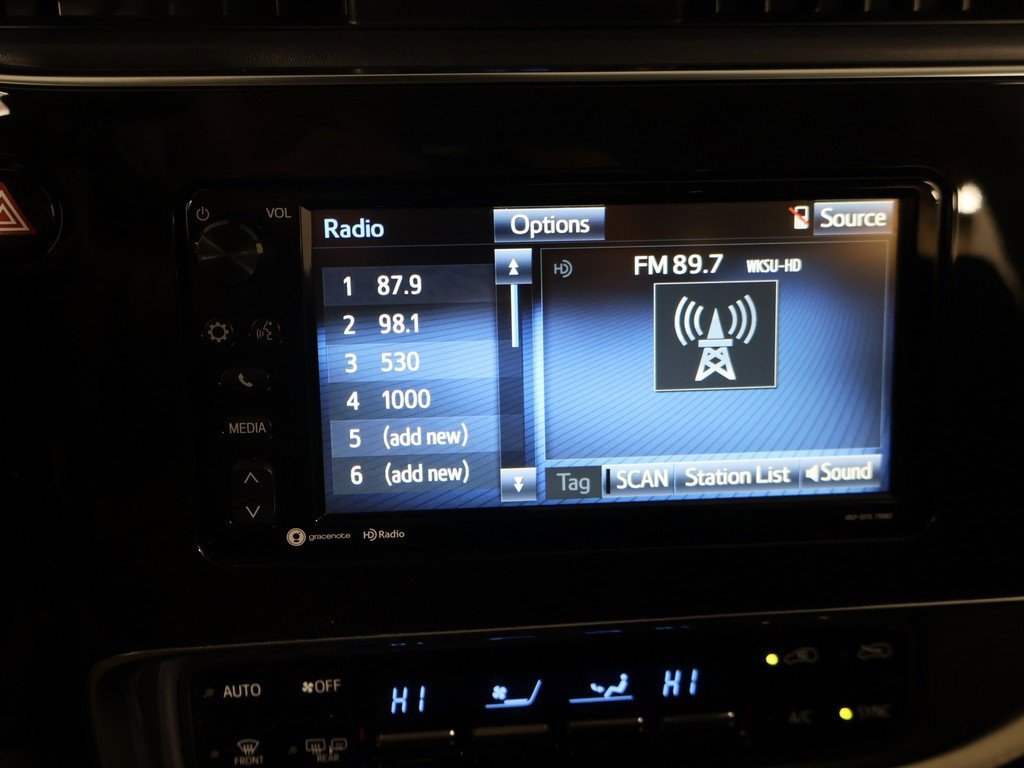 VOL
Radio
Options
Source
1 87.9
2 98.1
3 530
4 1000
5 (add new)
6 (add new)
HD
FM 89.7 WKSU-HD
Tag
SCAN
Station List
Sound
MEDIA
gracenote
HD Radio
AUTO
OFF
HI
HI
A/C
SYNC
FRONT
REAR